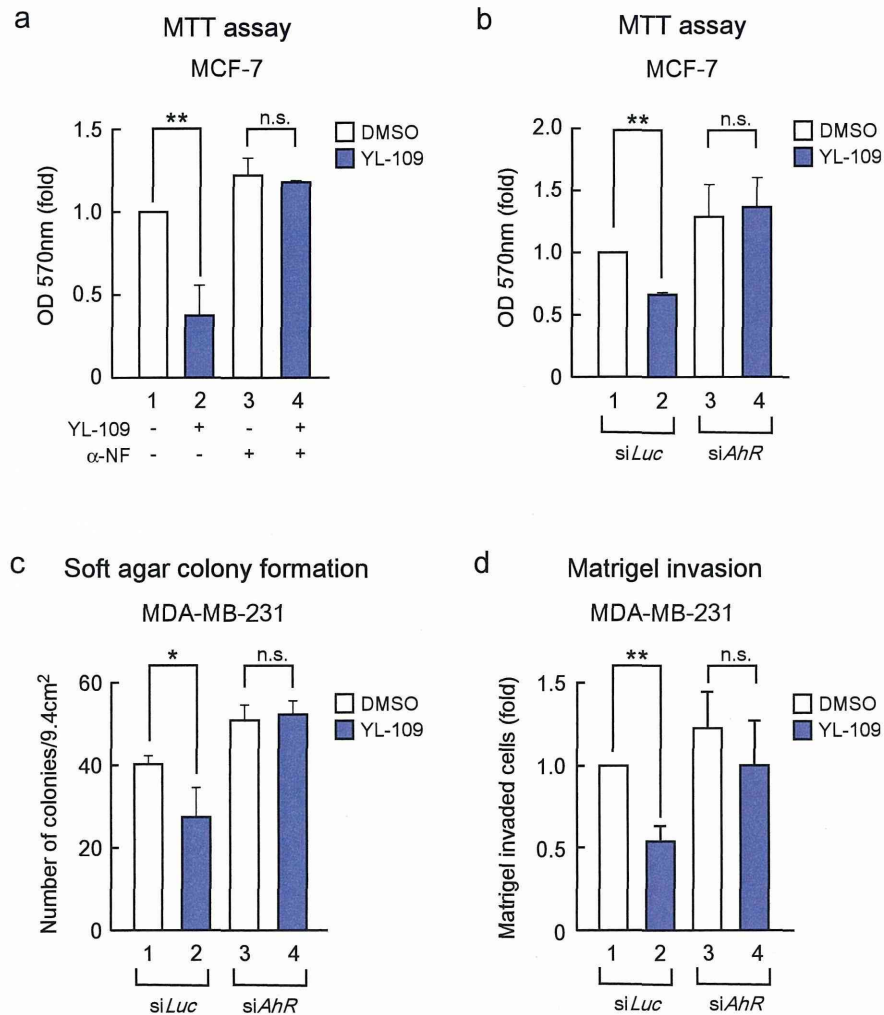 a
MTT assay
MCF-7
**
n.s.
DMSO
YL-109
OD 570nm (fold)
1.5
1.0
0.5
0
1 2 3 4
YL-109 - + - +
α-NF - - + +
b
MTT assay
MCF-7
**
n.s.
DMSO
YL-109
OD 570nm (fold)
2.0
1.5
1.0
0.5
0
1 2 3 4
siLuc siAhR
c
Soft agar colony formation
MDA-MB-231
*
n.s.
DMSO
YL-109
Number of colonies/9.4cm²
60
40
20
0
1 2 3 4
siLuc siAhR
d
Matrigel invasion
MDA-MB-231
**
n.s.
DMSO
YL-109
Matrigel invaded cells (fold)
1.5
1.0
0.5
0
1 2 3 4
siLuc siAhR